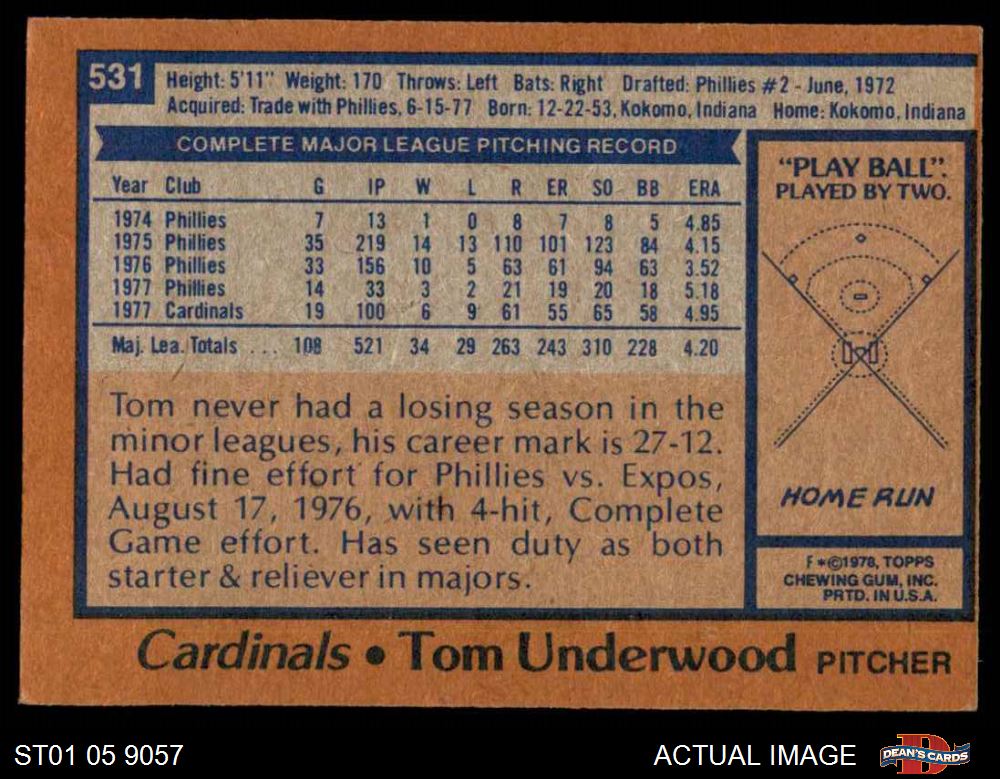 531
Height: 5'11" Weight: 170 Throws: Left Bats: Right Drafted: Phillies #2 - June, 1972
Acquired: Trade with Phillies, 6-15-77 Born: 12-22-53, Kokomo, Indiana Home: Kokomo, Indiana
COMPLETE MAJOR LEAGUE PITCHING RECORD
Year Club G IP W L R ER SO BB ERA
1974 Phillies 7 13 1 0 8 7 8 5 4.85
1975 Phillies 35 219 14 13 110 101 123 84 4.15
1976 Phillies 33 156 10 5 63 61 94 63 3.52
1977 Phillies 14 33 3 2 21 19 20 18 5.18
1977 Cardinals 19 100 6 9 61 55 65 58 4.95
Maj. Lea. Totals ... 108 521 34 29 263 243 310 228 4.20
Tom never had a losing season in the
minor leagues, his career mark is 27-12.
Had fine effort for Phillies vs. Expos,
August 17, 1976, with 4-hit, Complete
Game effort. Has seen duty as both
starter & reliever in majors.
"PLAY BALL".
PLAYED BY TWO.
HOME RUN
F*©1978, TOPPS
CHEWING GUM, INC.
PRTD. IN U.S.A.
Cardinals • Tom Underwood PITCHER
ST01 05 9057
ACTUAL IMAGE
D
DEAN'S CARDS